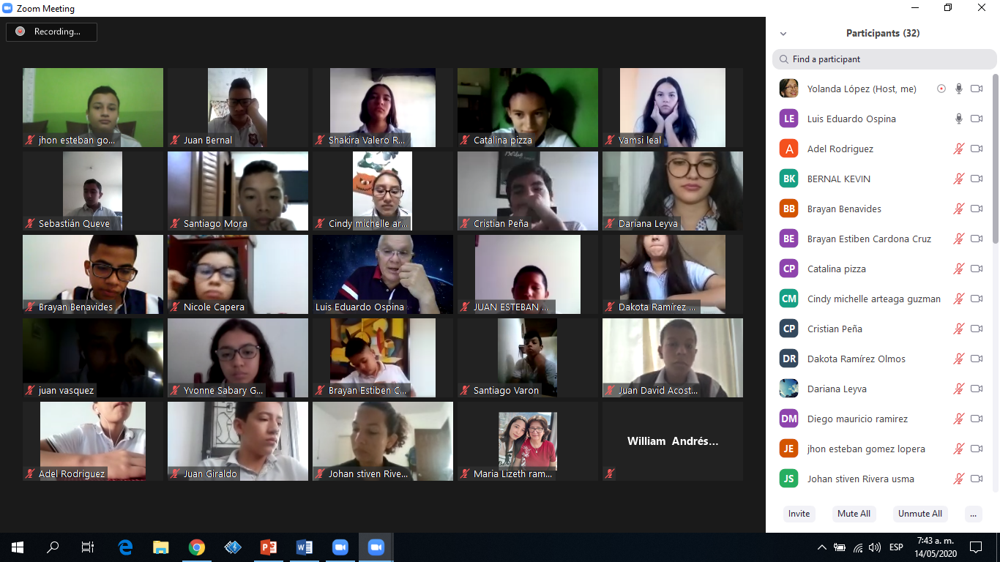 Zoom Meeting
Recording...
jhon esteban go...
Juan Bernal
Shakira Valero R...
Catalina pizza
Vamsi leal
Sebastián Queve
Santiago Mora
Cindy michelle ar...
Cristian Peña
Dariana Leyva
Brayan Benavides
Nicole Capera
Luis Eduardo Ospina
JUAN ESTEBAN ...
Dakota Ramírez ...
juan vasquez
Yvonne Sabary G...
Brayan Estiben C...
Santiago Varon
Juan David Acost...
Adel Rodriguez
Juan Giraldo
Johan stiven Rive...
Maria Lizeth ram...
William Andrés...
Participants (32)
Find a participant
Yolanda López (Host, me)
LE Luis Eduardo Ospina
A Adel Rodriguez
BK BERNAL KEVIN
BB Brayan Benavides
BE Brayan Estiben Cardona Cruz
CP Catalina pizza
CM Cindy michelle arteaga guzman
CP Cristian Peña
DR Dakota Ramírez Olmos
Dariana Leyva
DM Diego mauricio ramirez
JE jhon esteban gomez lopera
JS Johan stiven Rivera usma
Invite Mute All Unmute All ...
ESP
7:43 a. m.
14/05/2020